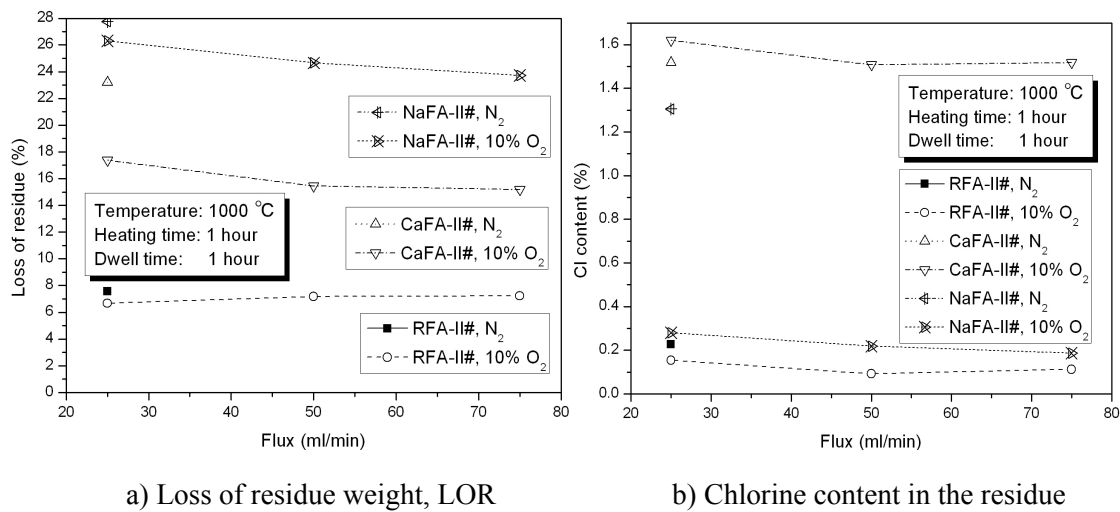 28
26
24
22
20
18
16
14
12
10
8
6
4
2
0
Loss of residue (%)
NaFA-II#, N₂
NaFA-II#, 10% O₂
Temperature: 1000 °C
Heating time: 1 hour
Dwell time: 1 hour
CaFA-II#, N₂
CaFA-II#, 10% O₂
RFA-II#, N₂
RFA-II#, 10% O₂
20 30 40 50 60 70 80
Flux (ml/min)
a) Loss of residue weight, LOR
1.6
1.4
1.2
1.0
0.8
0.6
0.4
0.2
0.0
Cl content (%)
Temperature: 1000 °C
Heating time: 1 hour
Dwell time: 1 hour
RFA-II#, N₂
RFA-II#, 10% O₂
CaFA-II#, N₂
CaFA-II#, 10% O₂
NaFA-II#, N₂
NaFA-II#, 10% O₂
20 30 40 50 60 70 80
Flux (ml/min)
b) Chlorine content in the residue